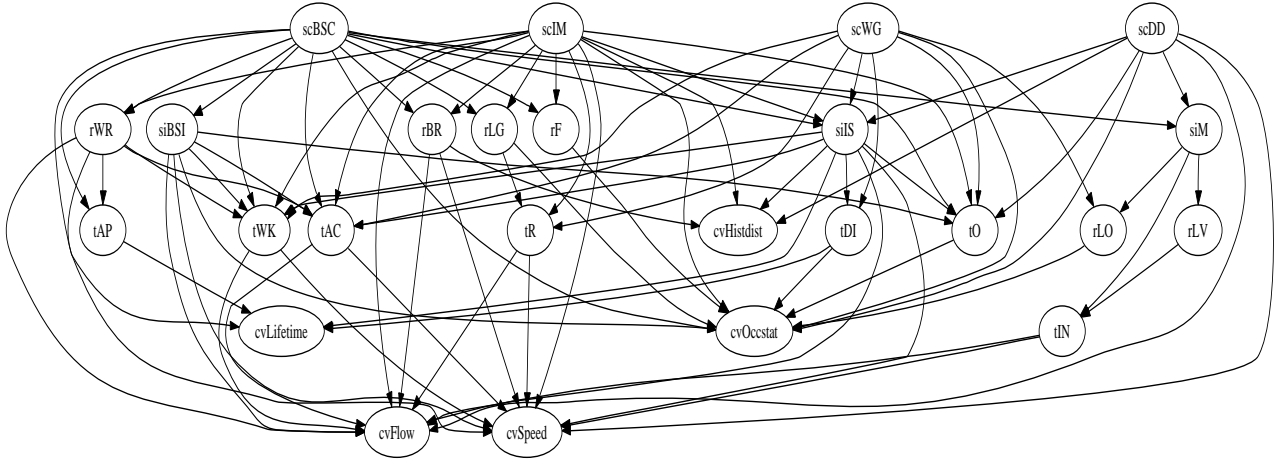 scBSC scIM scWG scDD
rWR siBSI rBR rLG rF siIS siM
tAP tWK tAC tR cvHistdist tDI tO rLO rLV
cvLifetime cvOccstat tIN
cvFlow cvSpeed